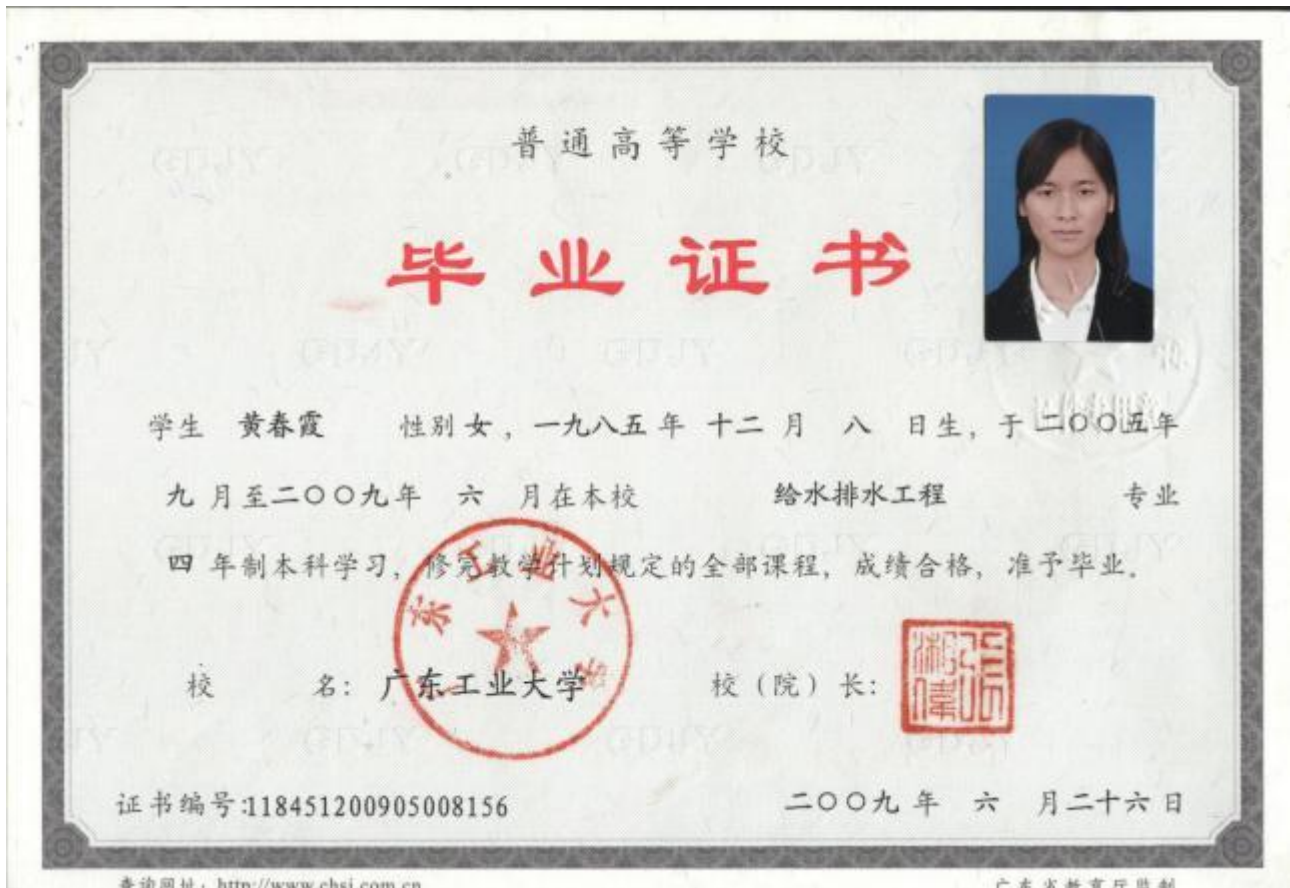 普通高等学校
毕业证书
学生 黄春霞 性别 女，一九八五年 十二 月 八 日生，于 二〇〇五年
九 月至二〇〇九年 六 月在本校 给水排水工程 专业
四 年制本科学习，修完教学计划规定的全部课程，成绩合格，准予毕业。
校 名：广东工业大学 校（院）长：
张湘伟
证书编号:118451200905008156 二〇〇九 年 六 月二十六日
查询网址：http://www.chsi.com.cn 广东省教育厅监制